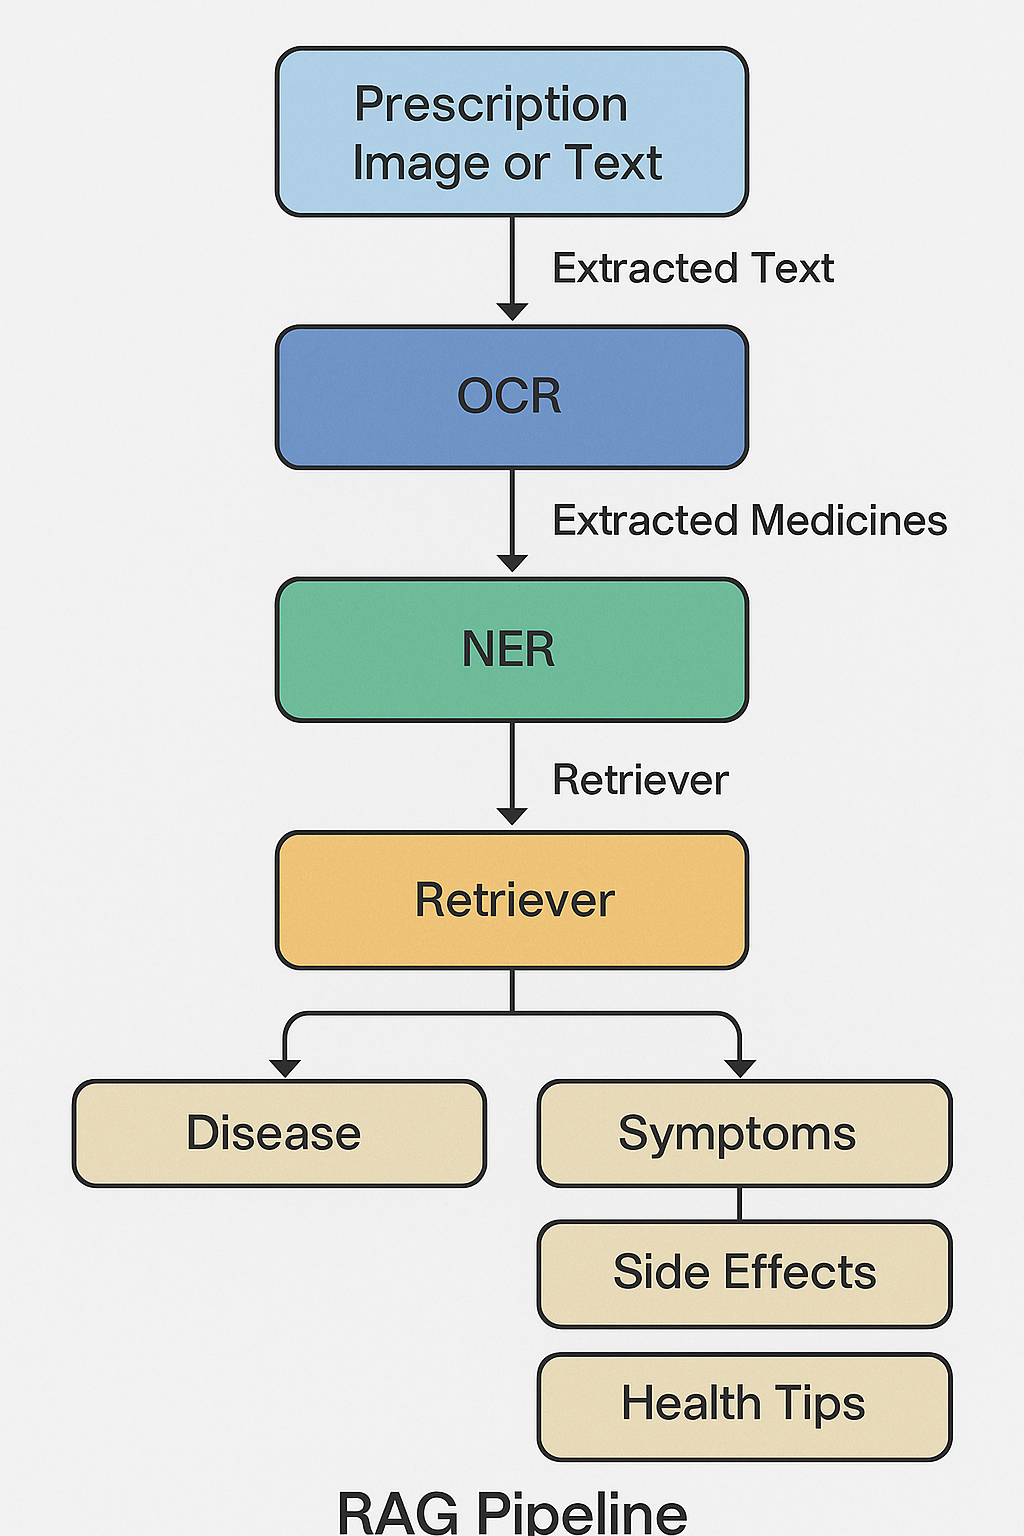 Prescription
Image or Text
Extracted Text
OCR
Extracted Medicines
NER
Retriever
Retriever
Disease
Symptoms
Side Effects
Health Tips
RAG Pipeline